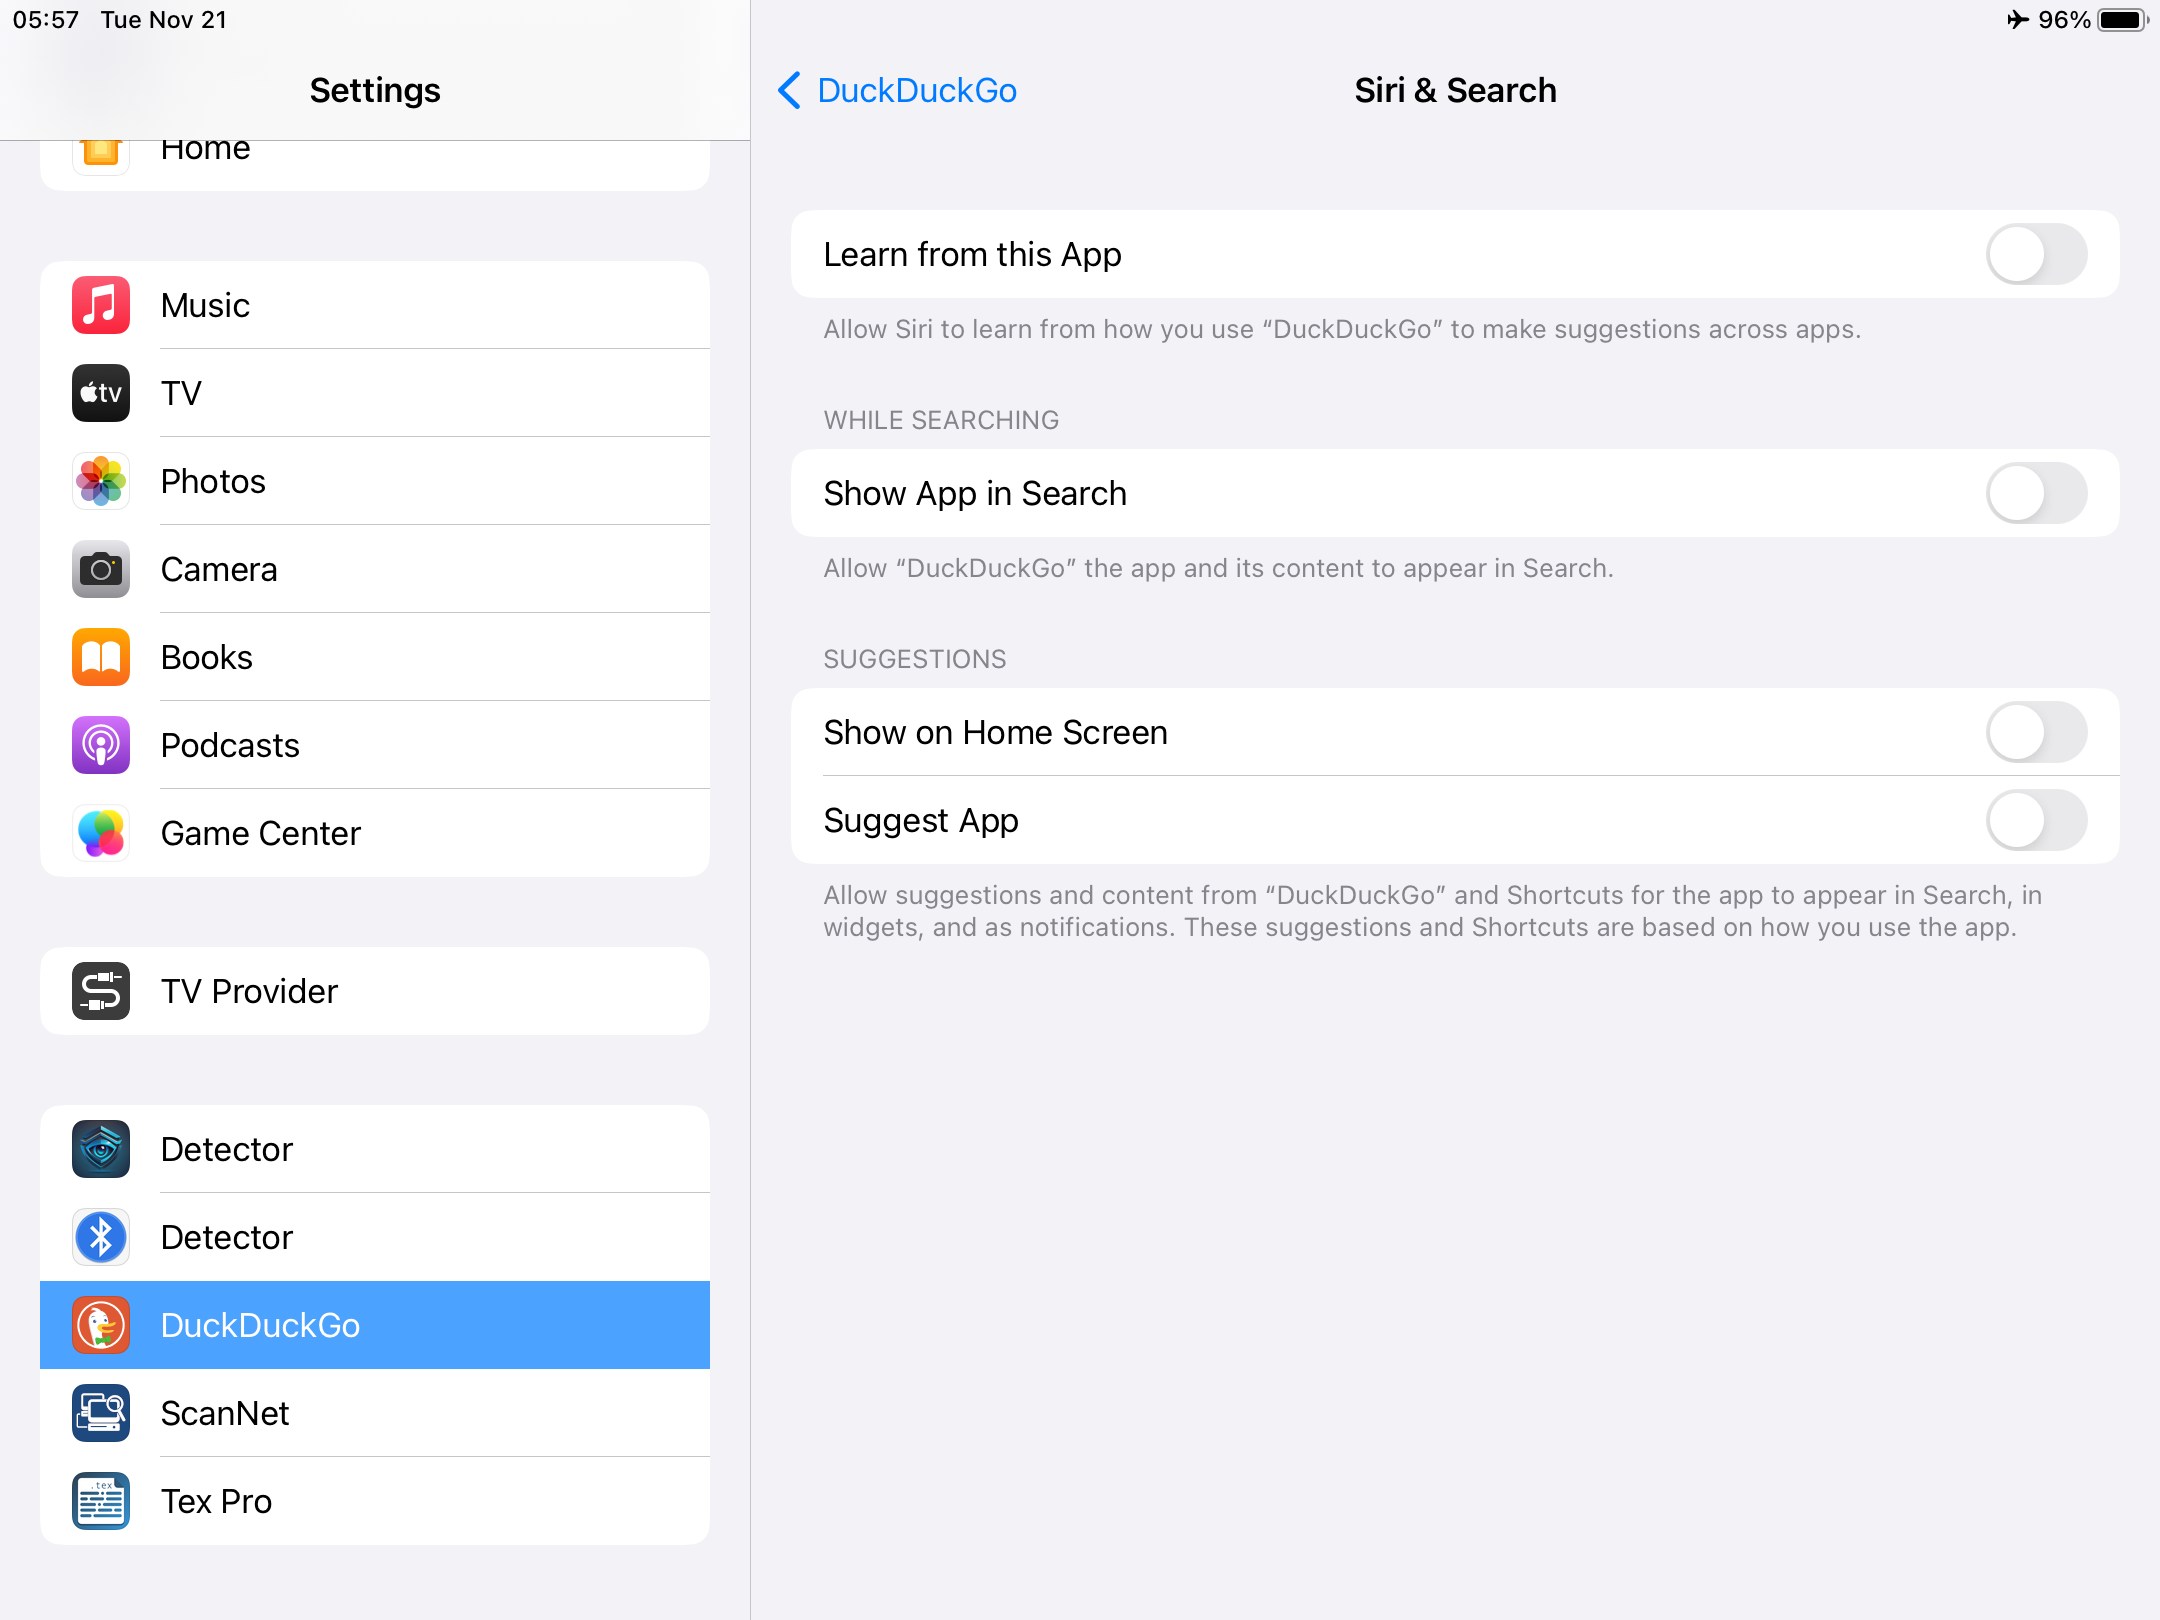 05:57 Tue Nov 21
96%
Settings
Home
Music
tv
TV
Photos
Camera
Books
Podcasts
Game Center
TV Provider
Detector
Detector
DuckDuckGo
ScanNet
.tex
Tex Pro
DuckDuckGo
Siri & Search
Learn from this App
Allow Siri to learn from how you use “DuckDuckGo” to make suggestions across apps.
WHILE SEARCHING
Show App in Search
Allow “DuckDuckGo” the app and its content to appear in Search.
SUGGESTIONS
Show on Home Screen
Suggest App
Allow suggestions and content from “DuckDuckGo” and Shortcuts for the app to appear in Search, in
widgets, and as notifications. These suggestions and Shortcuts are based on how you use the app.